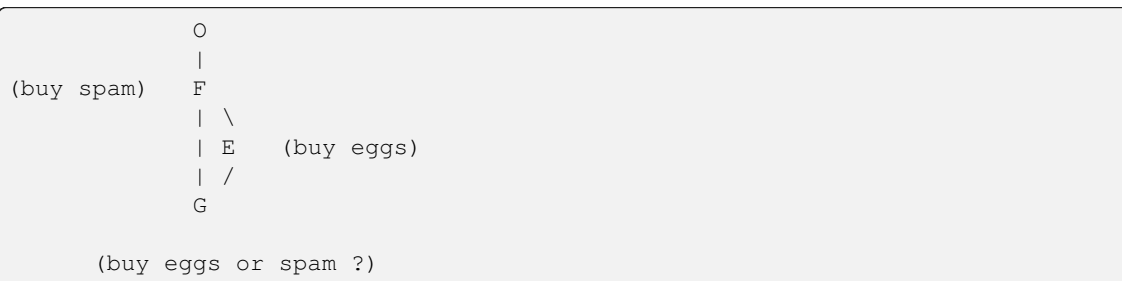 O
|
(buy spam) F
| \
| E (buy eggs)
| /
G
(buy eggs or spam ?)